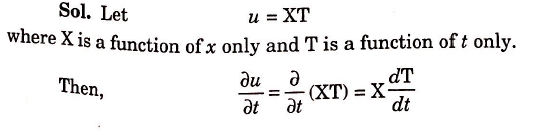 Sol. Let u = XT
where X is a function of x only and T is a function of t only.
Then, ∂u/∂t = ∂/∂t (XT) = X dT/dt